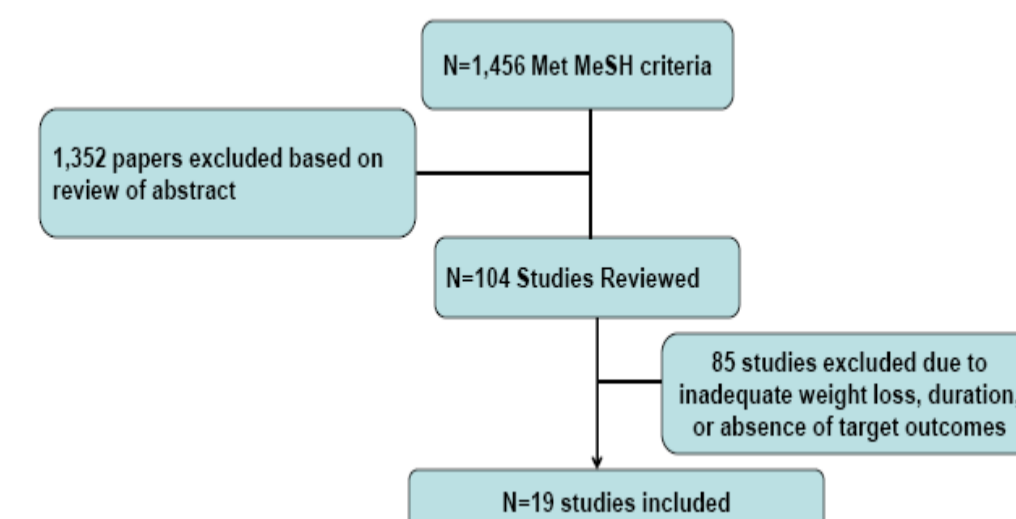 N=1,456 Met MeSH criteria
1,352 papers excluded based on
review of abstract
N=104 Studies Reviewed
85 studies excluded due to
inadequate weight loss, duration,
or absence of target outcomes
N=19 studies included